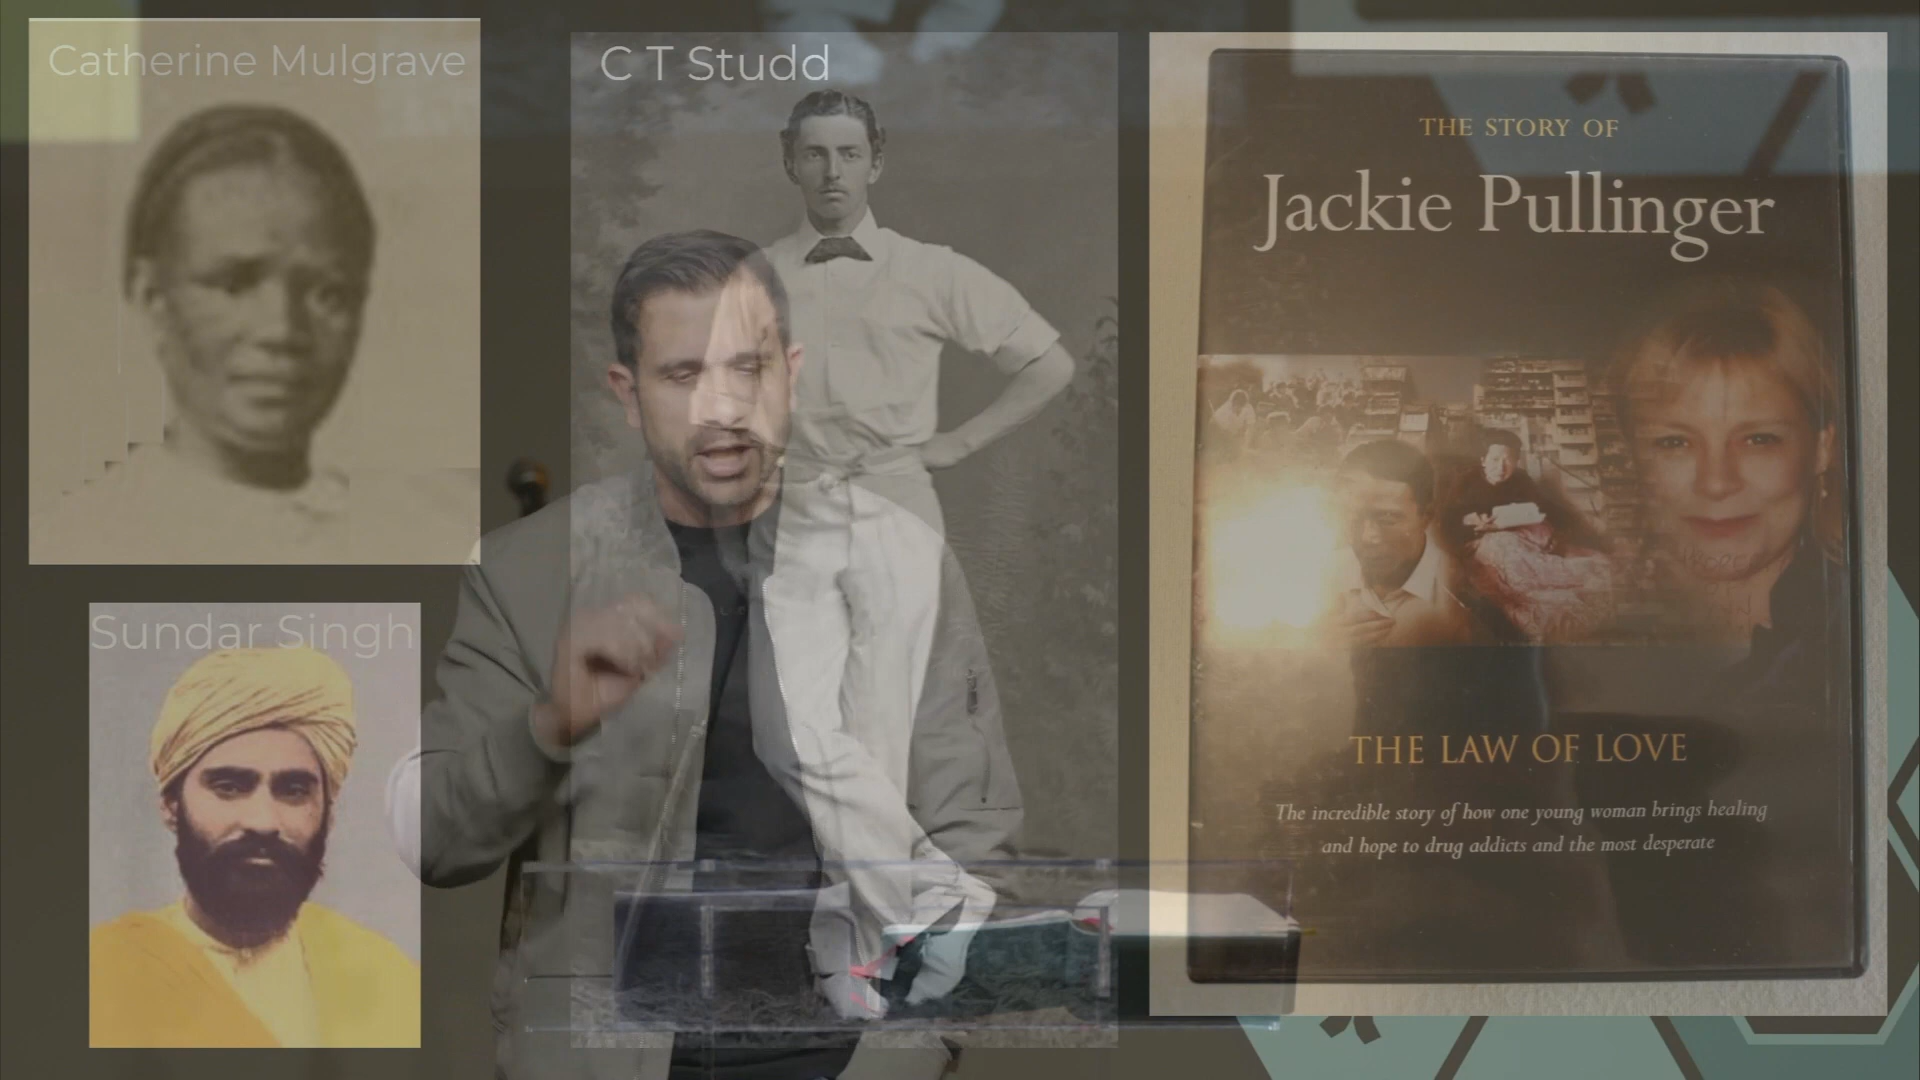 Catherine Mulgrave
C T Studd
THE STORY OF
Jackie Pullinger
THE LAW OF LOVE
The incredible story of how one young woman brings healing
and hope to drug addicts and the most desperate
Sundar Singh